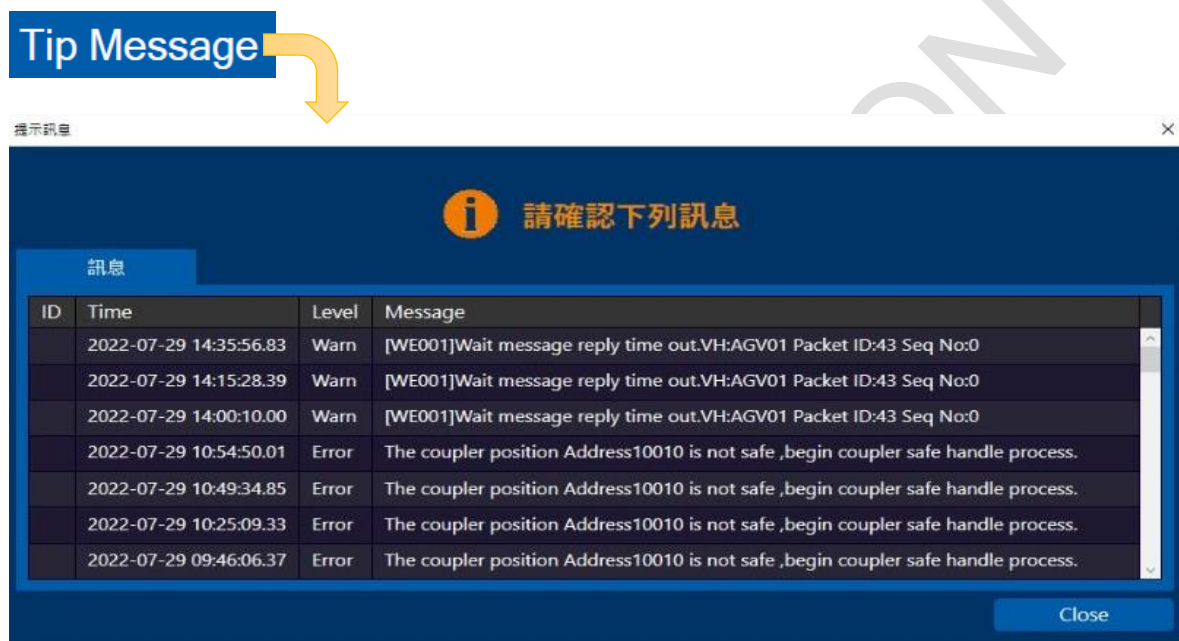 Tip Message
提示訊息
請確認下列訊息
訊息
ID Time Level Message
2022-07-29 14:35:56.83 Warn [WE001]Wait message reply time out.VH:AGV01 Packet ID:43 Seq No:0
2022-07-29 14:15:28.39 Warn [WE001]Wait message reply time out.VH:AGV01 Packet ID:43 Seq No:0
2022-07-29 14:00:10.00 Warn [WE001]Wait message reply time out.VH:AGV01 Packet ID:43 Seq No:0
2022-07-29 10:54:50.01 Error The coupler position Address10010 is not safe ,begin coupler safe handle process.
2022-07-29 10:49:34.85 Error The coupler position Address10010 is not safe ,begin coupler safe handle process.
2022-07-29 10:25:09.33 Error The coupler position Address10010 is not safe ,begin coupler safe handle process.
2022-07-29 09:46:06.37 Error The coupler position Address10010 is not safe ,begin coupler safe handle process.
Close